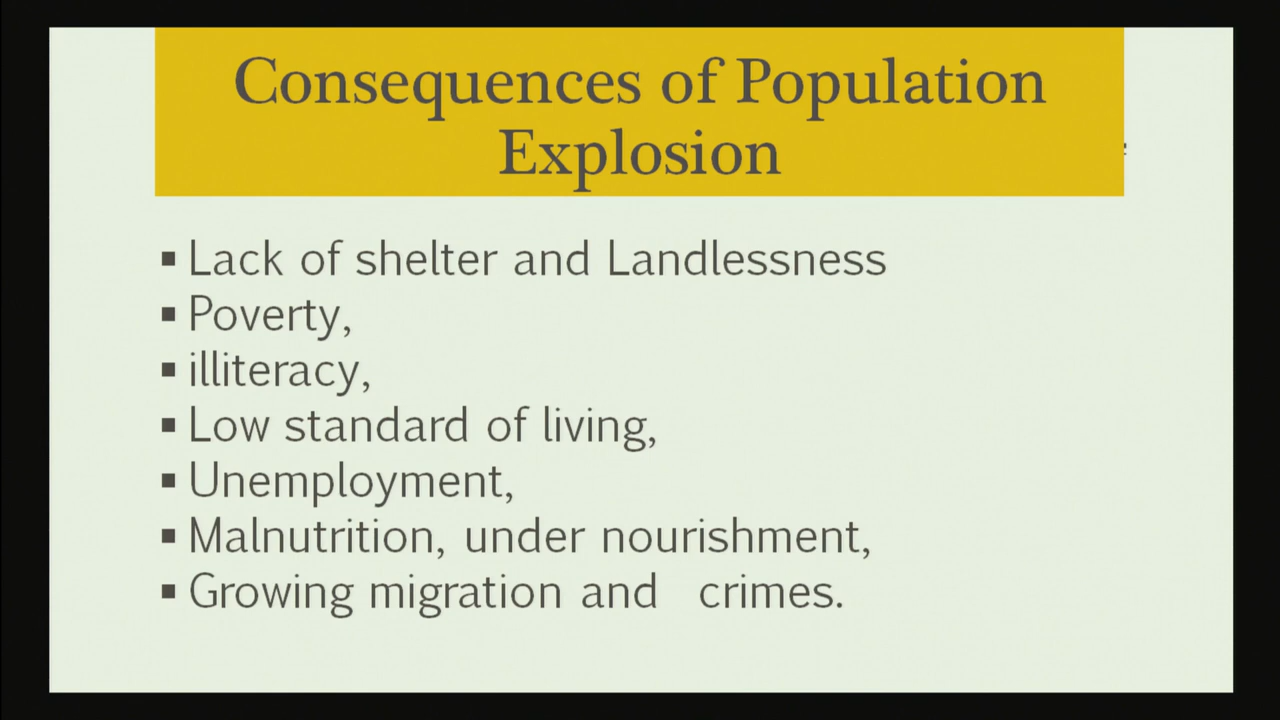 Consequences of Population
Explosion
▪ Lack of shelter and Landlessness
▪ Poverty,
▪ illiteracy,
▪ Low standard of living,
▪ Unemployment,
▪ Malnutrition, under nourishment,
▪ Growing migration and   crimes.